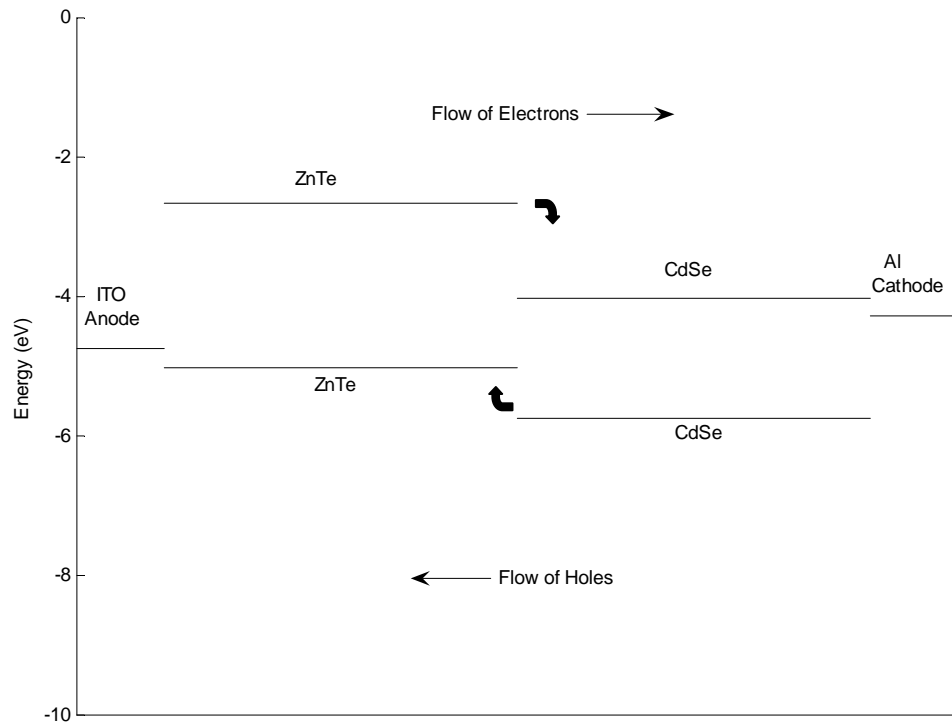 0
Flow of Electrons
-2
ZnTe
CdSe
Al
Cathode
-4
ITO
Anode
Energy (eV)
ZnTe
CdSe
-6
-8
Flow of Holes
-10